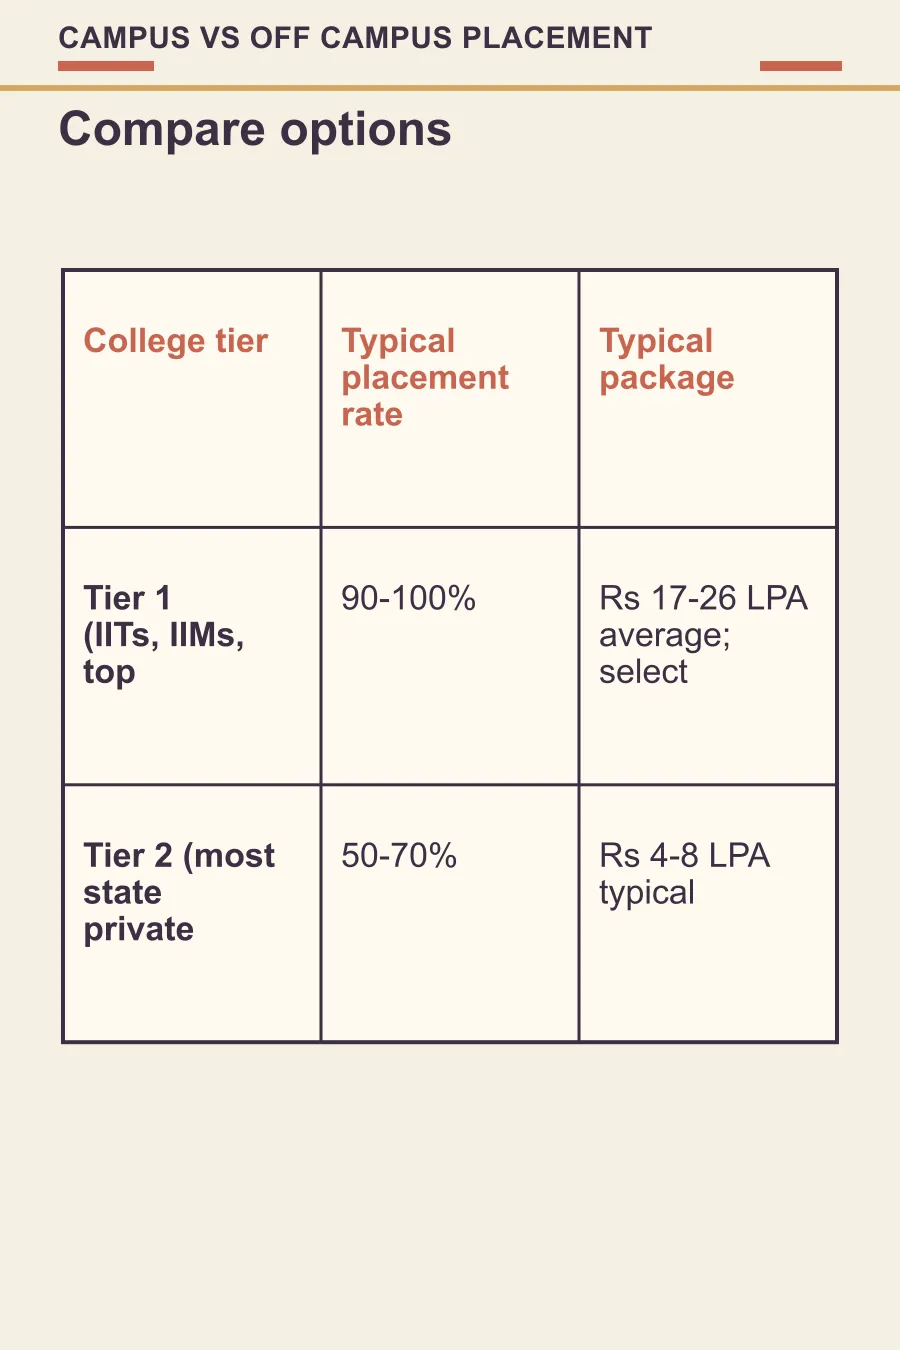 CAMPUS VS OFF CAMPUS PLACEMENT
Compare options
College tier
Typical
placement
rate
Typical
package
Tier 1
(IITs, IIMs,
top
90-100%
Rs 17-26 LPA
average;
select
Tier 2 (most
state
private
50-70%
Rs 4-8 LPA
typical